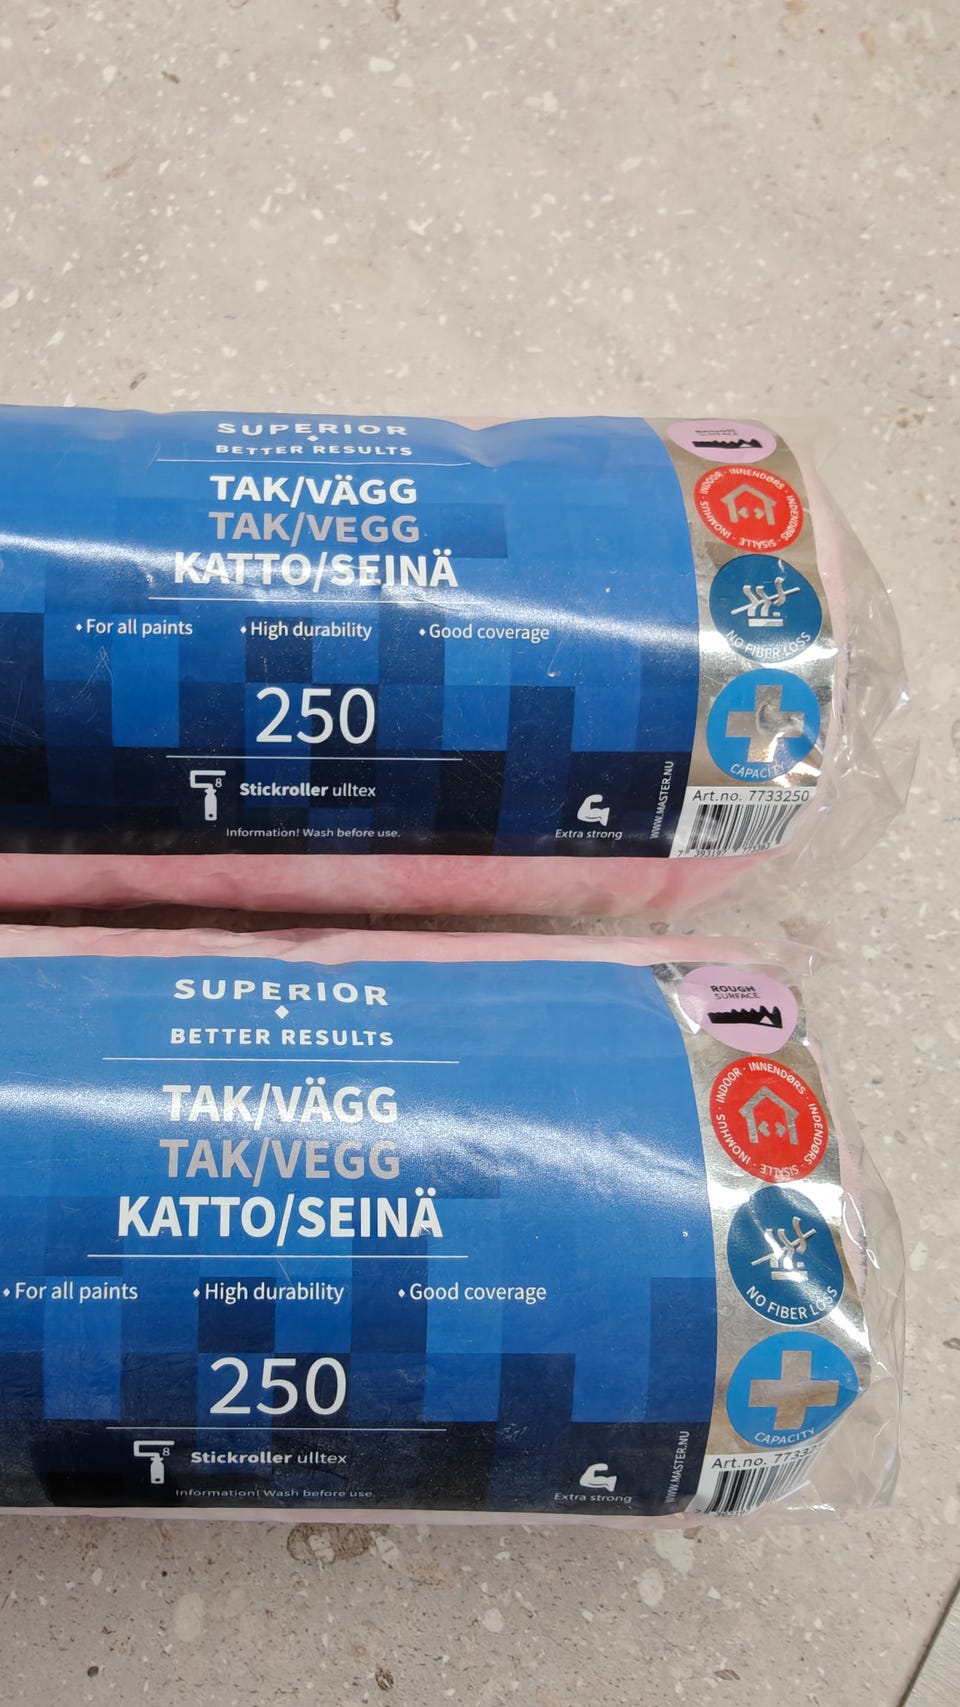 SUPERIOR
BETTER RESULTS
TAK/VÄGG
TAK/VEGG
KATTO/SEINÄ
For all paints
High durability
Good coverage
250
8
Stickroller ulltex
Information! Wash before use.
Extra strong
WWW.MASTER.NU
INDOOR · INNENDØRS · INDENDØRS · SISÄLLE · INOMHUS
NO FIBER LOSS
CAPACITY
Art.no. 7733250
SUPERIOR
BETTER RESULTS
TAK/VÄGG
TAK/VEGG
KATTO/SEINÄ
For all paints
High durability
Good coverage
250
8
Stickroller ulltex
Information! Wash before use.
Extra strong
WWW.MASTER.NU
ROUGH
SURFACE
INDOOR · INNENDØRS · INDENDØRS · SISÄLLE · INOMHUS
NO FIBER LOSS
CAPACITY
Art.no.